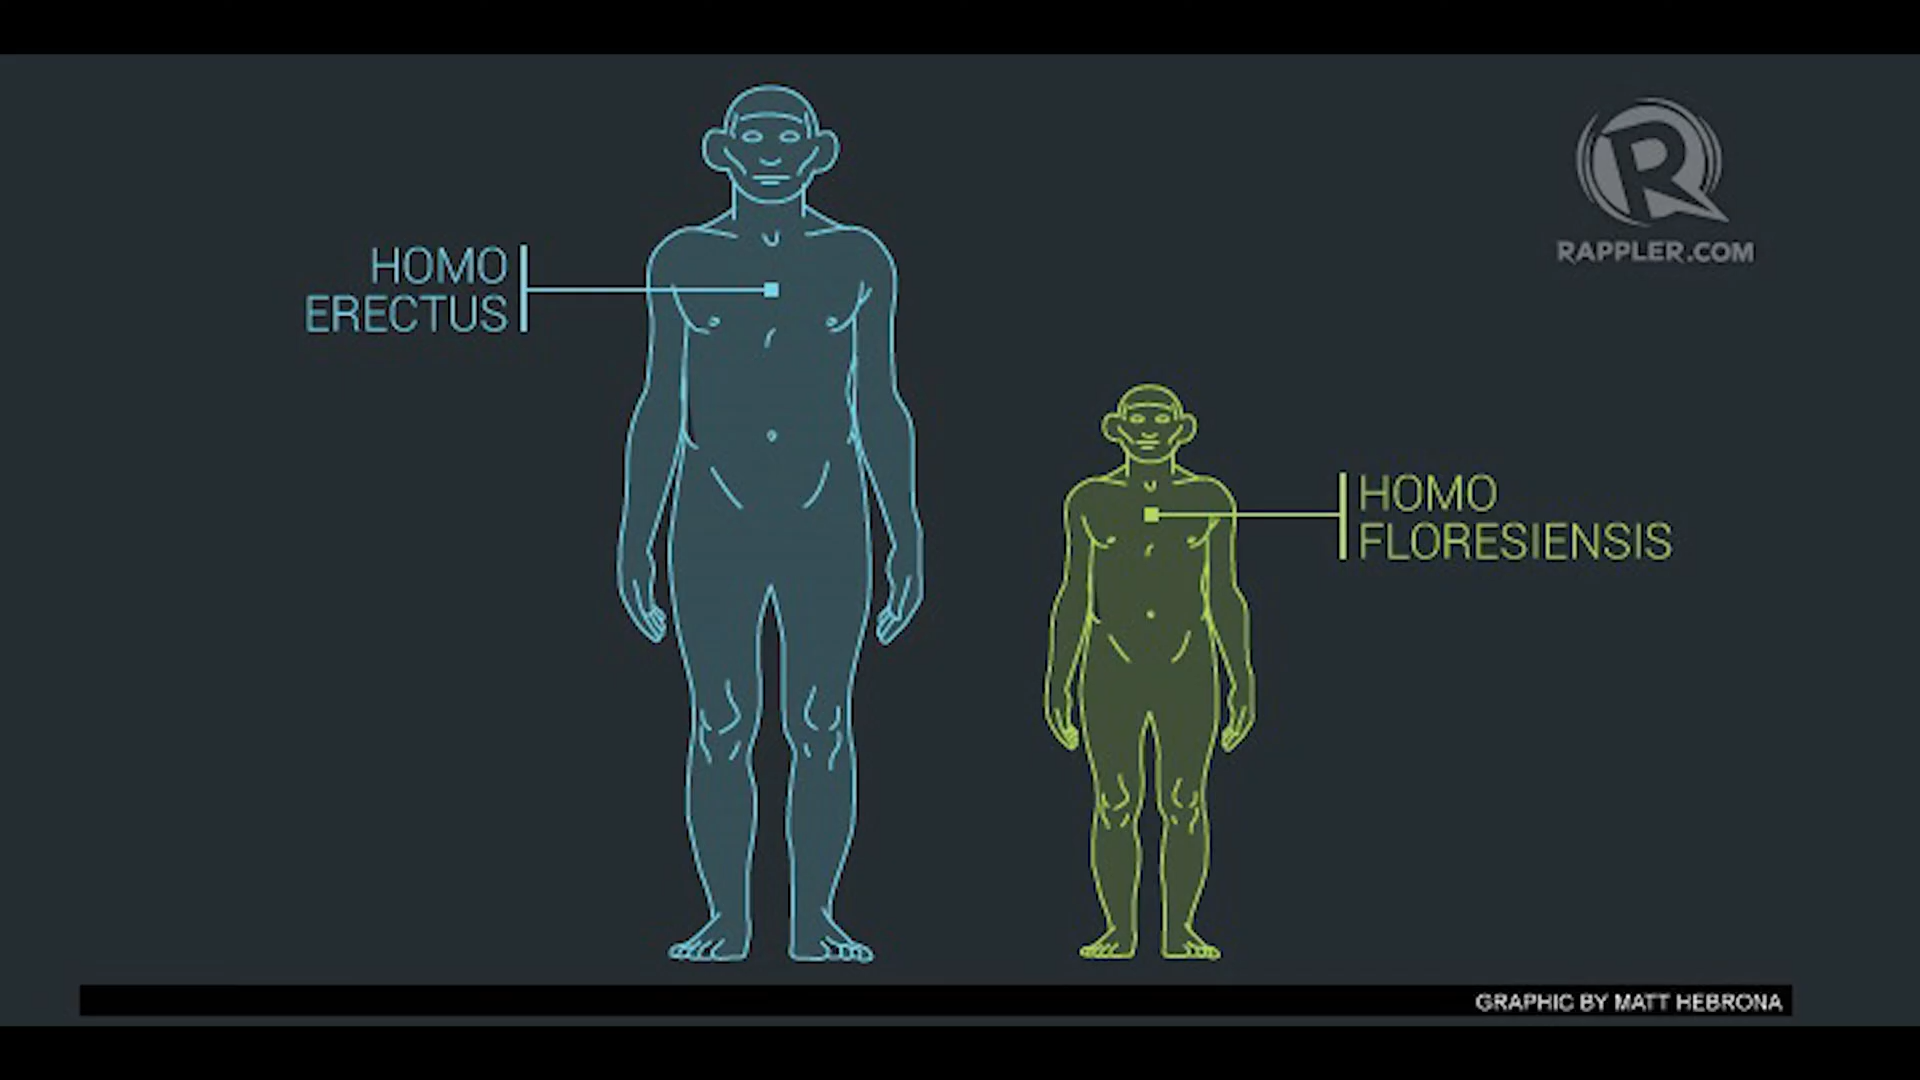 HOMO
ERECTUS
RAPPLER.COM
HOMO
FLORESIENSIS
GRAPHIC BY MATT HEBRONA